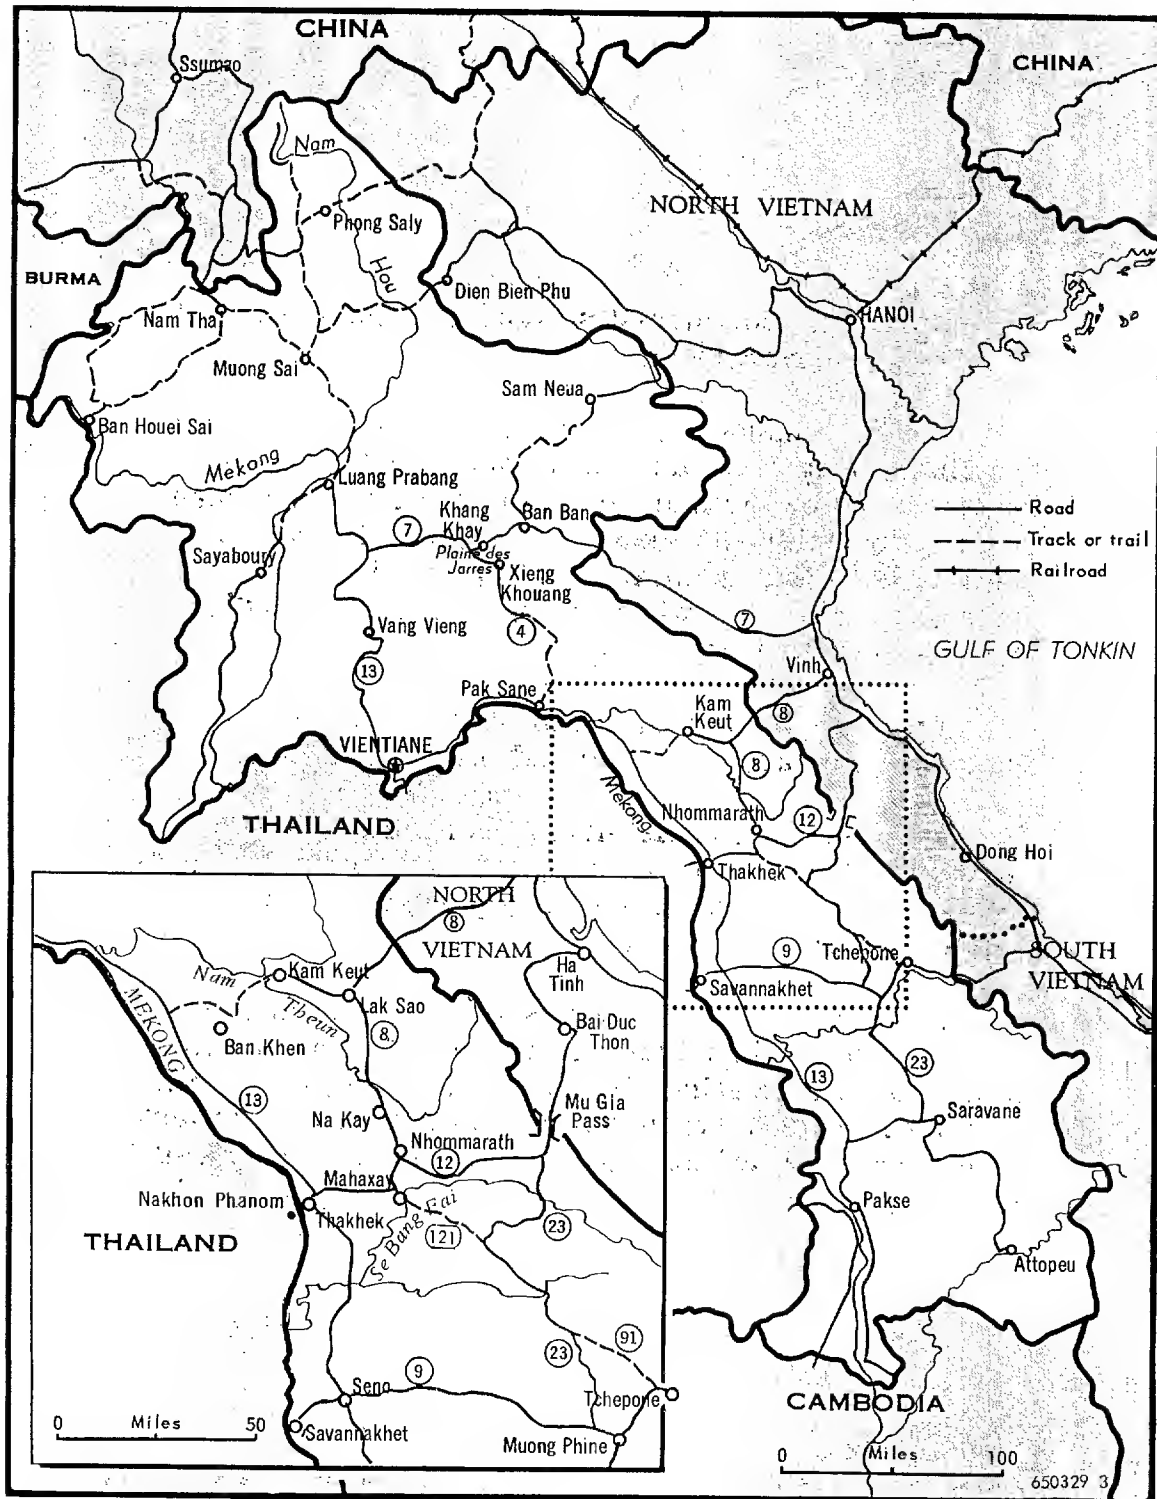 CHINA
CHINA
Ssumao
Nam
NORTH VIETNAM
Phong Saly
Hou
BURMA
Dien Bien Phu
Nam Tha
HANOI
Muong Sai
Sam Neua
Ban Houei Sai
Mekong
Luang Prabang
Khang
Khay
Ban Ban
7
Plaine des
Jarres
Sayaboury
Xieng
Khouang
Road
Track or trail
Railroad
4
7
Vang Vieng
GULF OF TONKIN
13
Vinh
Pak Sane
Kam
Keut
8
VIENTIANE
8
Mekong
Nhommarath
12
THAILAND
Thakhek
Dong Hoi
9
Tchepone
SOUTH
VIETNAM
Savannakhet
13
23
Saravane
Pakse
Attopeu
CAMBODIA
0 Miles 100
650329 3
NORTH
VIETNAM
8
Nam
Theun
Kam Keut
Ha
Tinh
MEKONG
Lak Sao
8
Bai Duc
Thon
Ban Khen
13
Na Kay
Mu Gia
Pass
Nhommarath
12
Mahaxay
Nakhon Phanom
Thakhek
Se Bang Fai
121
23
THAILAND
91
23
9
Seno
Tchepone
0 Miles 50
Savannakhet
Muong Phine